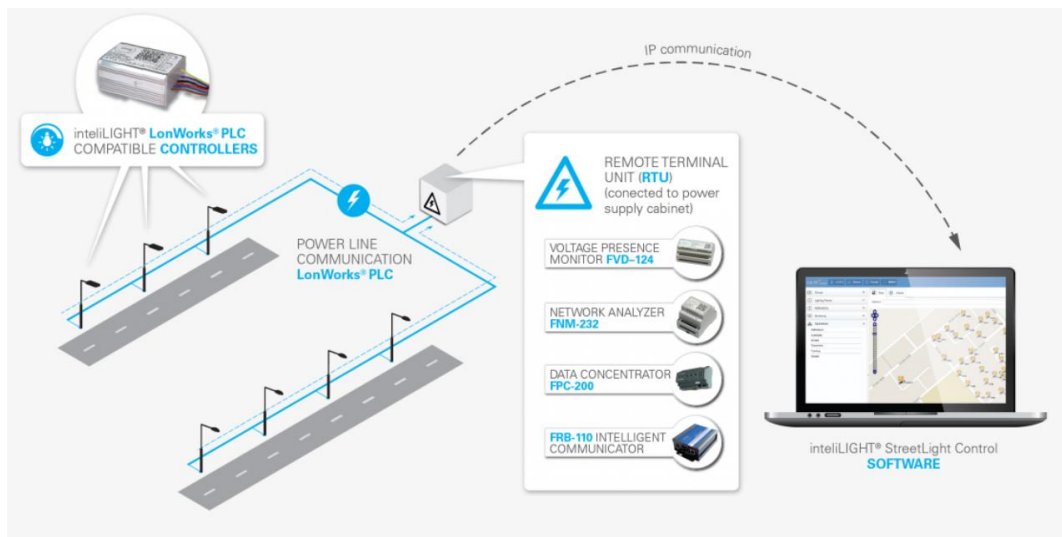 IP communication
inteliLIGHT® LonWorks® PLC
COMPATIBLE CONTROLLERS
REMOTE TERMINAL
UNIT (RTU)
(conected to power
supply cabinet)
POWER LINE
COMMUNICATION
LonWorks® PLC
VOLTAGE PRESENCE
MONITOR FVD–124
NETWORK ANALYZER
FNM-232
DATA CONCENTRATOR
FPC-200
FRB-110 INTELLIGENT
COMMUNICATOR
inteliLIGHT® StreetLight Control
SOFTWARE